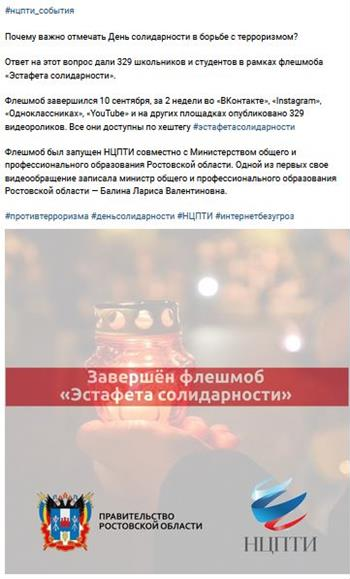 #нцпти_события
Почему важно отмечать День солидарности в борьбе с терроризмом?
Ответ на этот вопрос дали 329 школьников и студентов в рамках флешмоба
«Эстафета солидарности».
Флешмоб завершился 10 сентября, за 2 недели во «ВКонтакте», «Instagram»,
«Одноклассниках», «YouTube» и на других площадках опубликовано 329
видеороликов. Все они доступны по хештегу #эстафетасолидарности
Флешмоб был запущен НЦПТИ совместно с Министерством общего и
профессионального образования Ростовской области. Одной из первых свое
видеообращение записала министр общего и профессионального образования
Ростовской области — Балина Лариса Валентиновна.
#противтерроризма #деньсолидарности #НЦПТИ #интернетбезугроз
Завершён флешмоб
«Эстафета солидарности»
ПРАВИТЕЛЬСТВО
РОСТОВСКОЙ ОБЛАСТИ
НЦПТИ